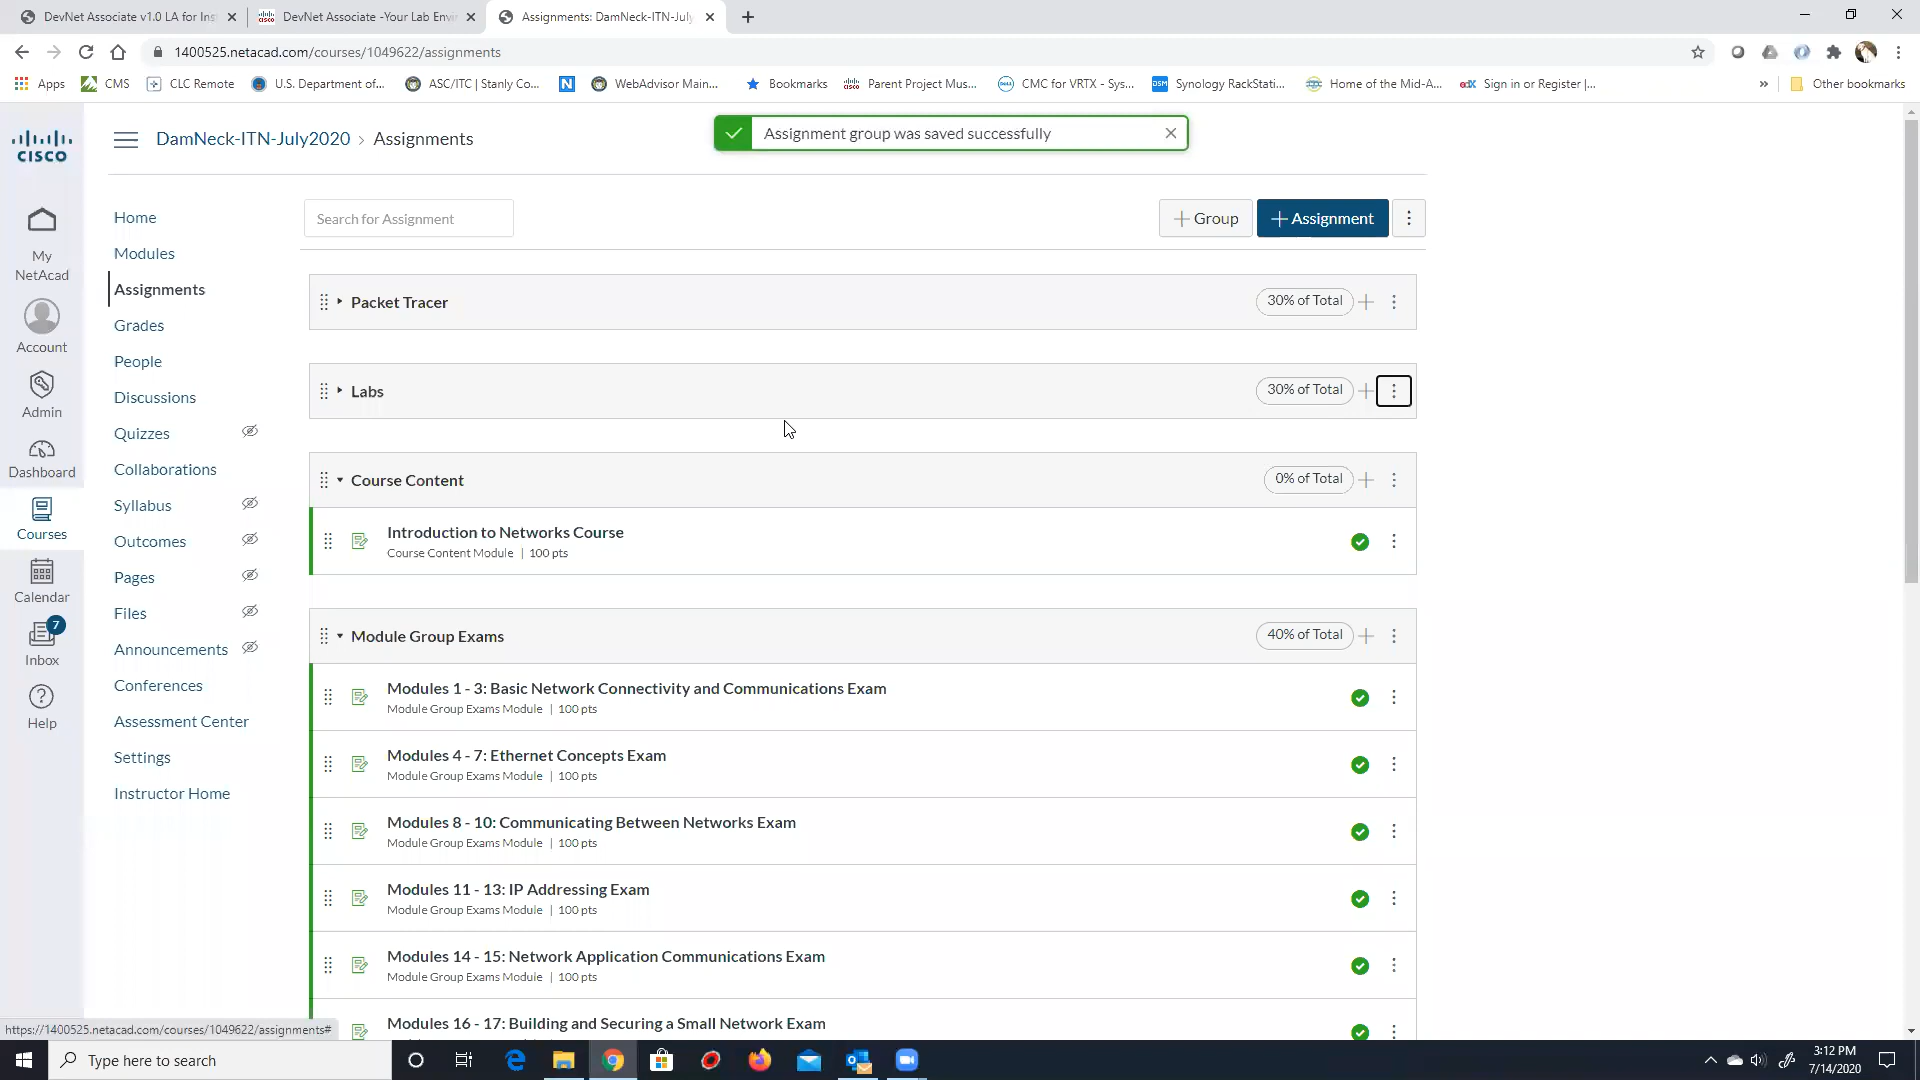 DevNet Associate v1.0 LA for Ins
DevNet Associate -Your Lab Envi
Assignments: DamNeck-ITN-July
1400525.netacad.com/courses/1049622/assignments
Apps
CMS
CLC Remote
U.S. Department of...
ASC/ITC | Stanly Co...
WebAdvisor Main...
Bookmarks
Parent Project Mus...
CMC for VRTX - Sys...
Synology RackStati...
Home of the Mid-A...
edX
Sign in or Register |...
»
Other bookmarks
CISCO
DamNeck-ITN-July2020 › Assignments
Assignment group was saved successfully
My NetAcad
Account
Admin
Dashboard
Courses
Calendar
7
Inbox
Help
Home
Modules
Assignments
Grades
People
Discussions
Quizzes
Collaborations
Syllabus
Outcomes
Pages
Files
Announcements
Conferences
Assessment Center
Settings
Instructor Home
Search for Assignment
+ Group
+ Assignment
Packet Tracer
30% of Total
Labs
30% of Total
Course Content
0% of Total
Introduction to Networks Course
Course Content Module | 100 pts
Module Group Exams
40% of Total
Modules 1 - 3: Basic Network Connectivity and Communications Exam
Module Group Exams Module | 100 pts
Modules 4 - 7: Ethernet Concepts Exam
Module Group Exams Module | 100 pts
Modules 8 - 10: Communicating Between Networks Exam
Module Group Exams Module | 100 pts
Modules 11 - 13: IP Addressing Exam
Module Group Exams Module | 100 pts
Modules 14 - 15: Network Application Communications Exam
Module Group Exams Module | 100 pts
Modules 16 - 17: Building and Securing a Small Network Exam
https://1400525.netacad.com/courses/1049622/assignments#
Type here to search
3:12 PM
7/14/2020